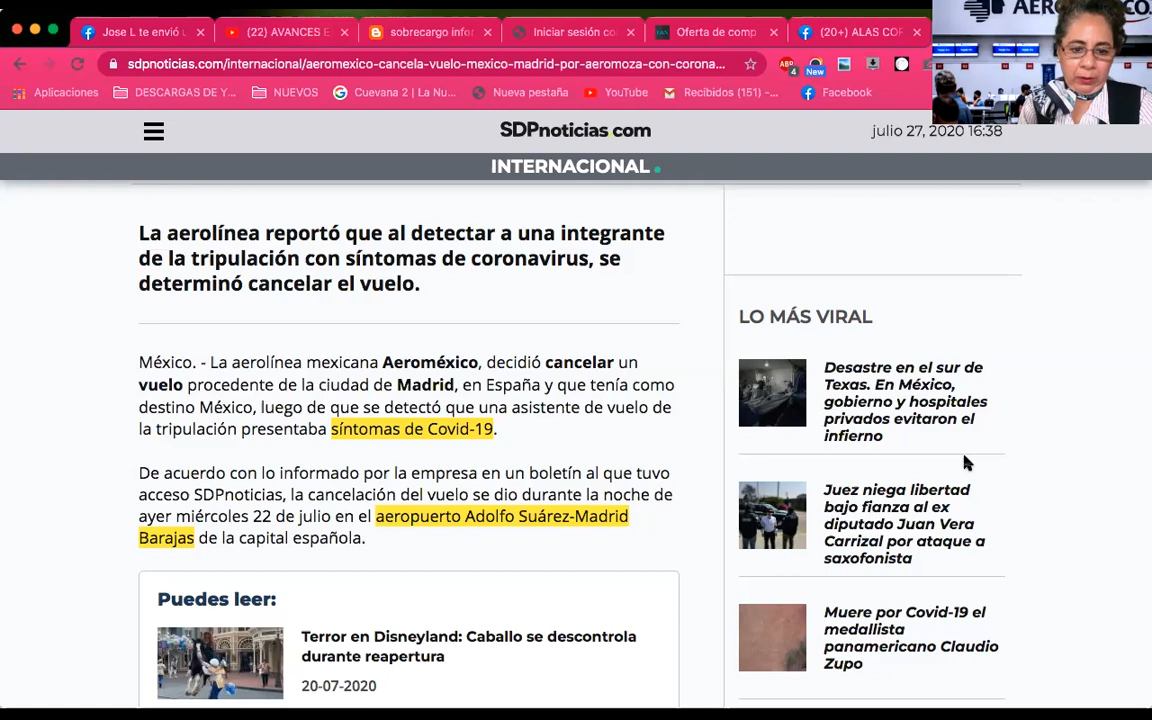 Jose L te envió u
(22) AVANCES E
sobrecargo infor
Iniciar sesión co
Oferta de comp
(20+) ALAS COF
sdpnoticias.com/internacional/aeromexico-cancela-vuelo-mexico-madrid-por-aeromoza-con-corona...
ABP
4
New
Aplicaciones
DESCARGAS DE Y...
NUEVOS
Cuevana 2 | La Nu...
Nueva pestaña
YouTube
Recibidos (151) -...
Facebook
SDPnoticias.com
julio 27, 2020 16:38
INTERNACIONAL.
La aerolínea reportó que al detectar a una integrante
de la tripulación con síntomas de coronavirus, se
determinó cancelar el vuelo.
México. - La aerolínea mexicana Aeroméxico, decidió cancelar un
vuelo procedente de la ciudad de Madrid, en España y que tenía como
destino México, luego de que se detectó que una asistente de vuelo de
la tripulación presentaba síntomas de Covid-19.
De acuerdo con lo informado por la empresa en un boletín al que tuvo
acceso SDPnoticias, la cancelación del vuelo se dio durante la noche de
ayer miércoles 22 de julio en el aeropuerto Adolfo Suárez-Madrid
Barajas de la capital española.
Puedes leer:
Terror en Disneyland: Caballo se descontrola
durante reapertura
20-07-2020
LO MÁS VIRAL
Desastre en el sur de
Texas. En México,
gobierno y hospitales
privados evitaron el
infierno
Juez niega libertad
bajo fianza al ex
diputado Juan Vera
Carrizal por ataque a
saxofonista
Muere por Covid-19 el
medallista
panamericano Claudio
Zupo